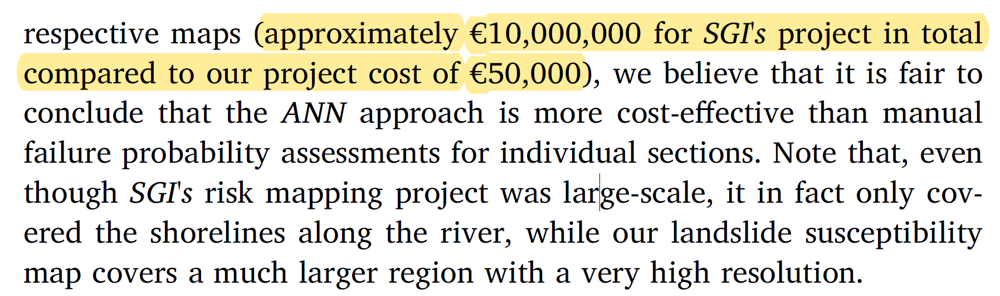 respective maps (approximately €10,000,000 for SGI's project in total
compared to our project cost of €50,000), we believe that it is fair to
conclude that the ANN approach is more cost-effective than manual
failure probability assessments for individual sections. Note that, even
though SGI's risk mapping project was large-scale, it in fact only cov-
ered the shorelines along the river, while our landslide susceptibility
map covers a much larger region with a very high resolution.